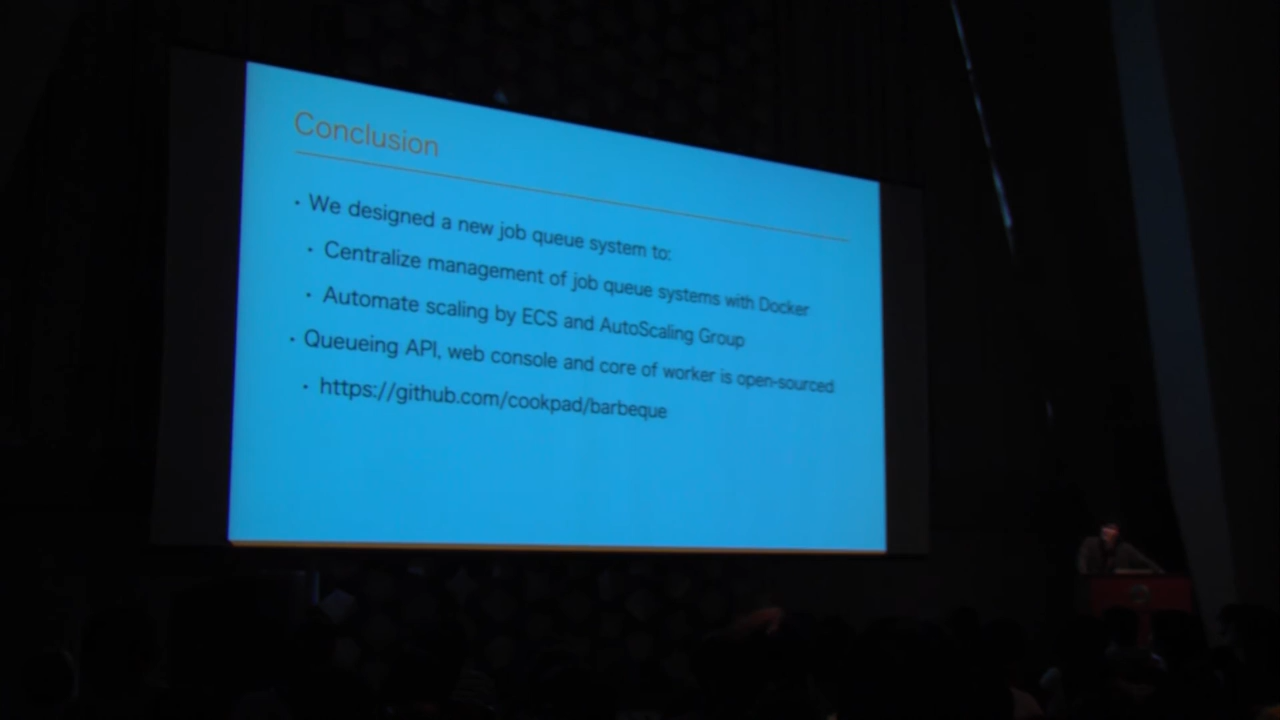 Conclusion
• We designed a new job queue system to:
• Centralize management of job queue systems with Docker
• Automate scaling by ECS and AutoScaling Group
• Queueing API, web console and core of worker is open-sourced
• https://github.com/cookpad/barbeque